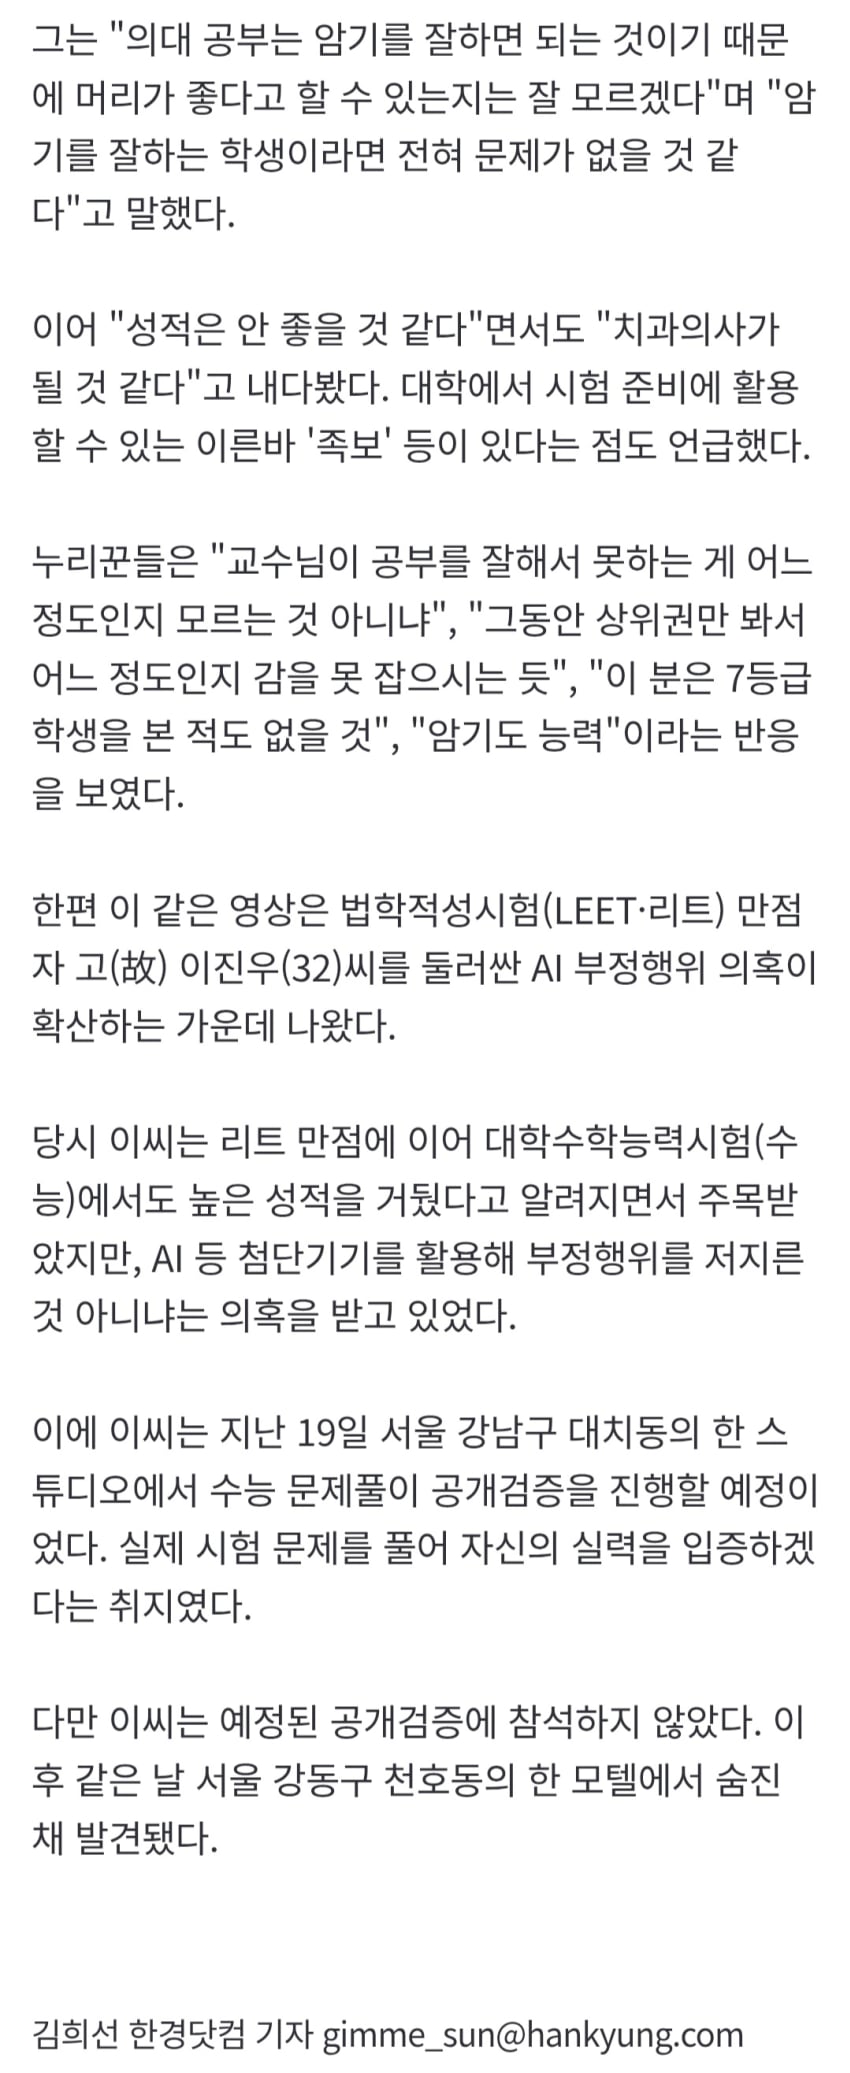 그는 "의대 공부는 암기를 잘하면 되는 것이기 때문
에 머리가 좋다고 할 수 있는지는 잘 모르겠다"며 "암
기를 잘하는 학생이라면 전혀 문제가 없을 것 같
다"고 말했다.
이어 "성적은 안 좋을 것 같다"면서도 "치과의사가
될 것 같다"고 내다봤다. 대학에서 시험 준비에 활용
할 수 있는 이른바 '족보' 등이 있다는 점도 언급했다.
누리꾼들은 "교수님이 공부를 잘해서 못하는 게 어느
정도인지 모르는 것 아니냐", "그동안 상위권만 봐서
어느 정도인지 감을 못 잡으시는 듯", "이 분은 7등급
학생을 본 적도 없을 것", "암기도 능력"이라는 반응
을 보였다.
한편 이 같은 영상은 법학적성시험(LEET·리트) 만점
자 고(故) 이진우(32)씨를 둘러싼 AI 부정행위 의혹이
확산하는 가운데 나왔다.
당시 이씨는 리트 만점에 이어 대학수학능력시험(수
능)에서도 높은 성적을 거뒀다고 알려지면서 주목받
았지만, AI 등 첨단기기를 활용해 부정행위를 저지른
것 아니냐는 의혹을 받고 있었다.
이에 이씨는 지난 19일 서울 강남구 대치동의 한 스
튜디오에서 수능 문제풀이 공개검증을 진행할 예정이
었다. 실제 시험 문제를 풀어 자신의 실력을 입증하겠
다는 취지였다.
다만 이씨는 예정된 공개검증에 참석하지 않았다. 이
후 같은 날 서울 강동구 천호동의 한 모텔에서 숨진
채 발견됐다.
김희선 한경닷컴 기자 gimme_sun@hankyung.com